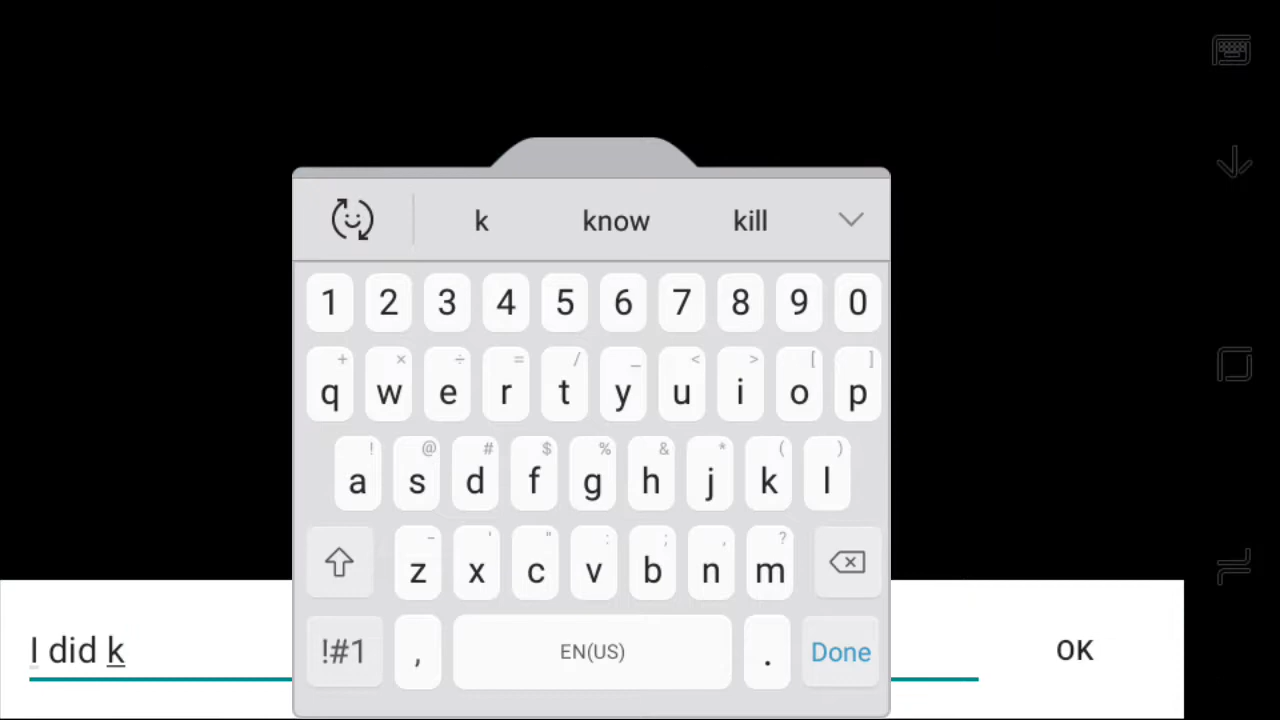 k know kill
1 2 3 4 5 6 7 8 9 0
+ × ÷ = / _ < > [ ]
q w e r t y u i o p
! @ # $ % & * ( )
a s d f g h j k l
- ' " : ; , ?
z x c v b n m
!#1 , EN(US) . Done
I did k
OK